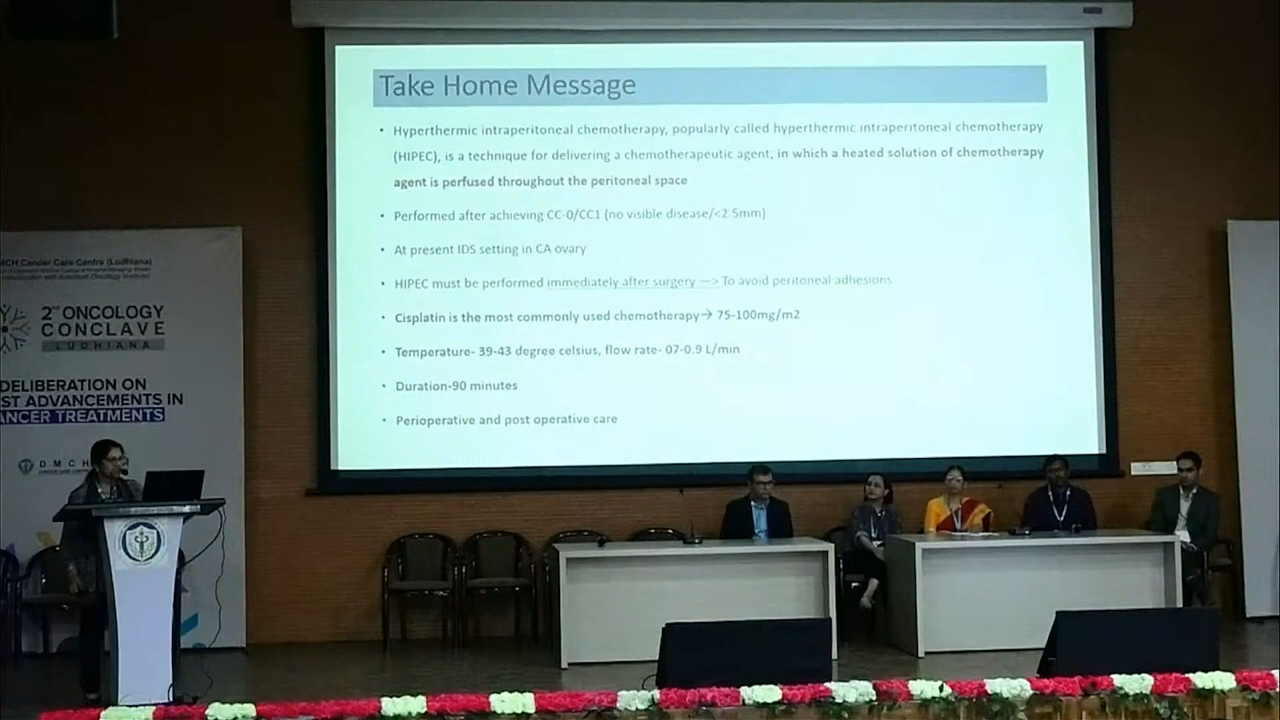 Take Home Message
• Hyperthermic intraperitoneal chemotherapy, popularly called hyperthermic intraperitoneal chemotherapy
(HIPEC), is a technique for delivering a chemotherapeutic agent, in which a heated solution of chemotherapy
agent is perfused throughout the peritoneal space
• Performed after achieving CC-0/CC1 (no visible disease/<2.5mm)
• At present IDS setting in CA ovary
• HIPEC must be performed immediately after surgery —> To avoid peritoneal adhesions
• Cisplatin is the most commonly used chemotherapy→ 75-100mg/m2
• Temperature- 39-43 degree celsius, flow rate- 07-0.9 L/min
• Duration-90 minutes
• Perioperative and post operative care
MCH Cancer Care Centre (Ludhiana)
2ND ONCOLOGY
CONCLAVE
LUDHIANA
DELIBERATION ON
ST ADVANCEMENTS IN
ANCER TREATMENTS
DMCH